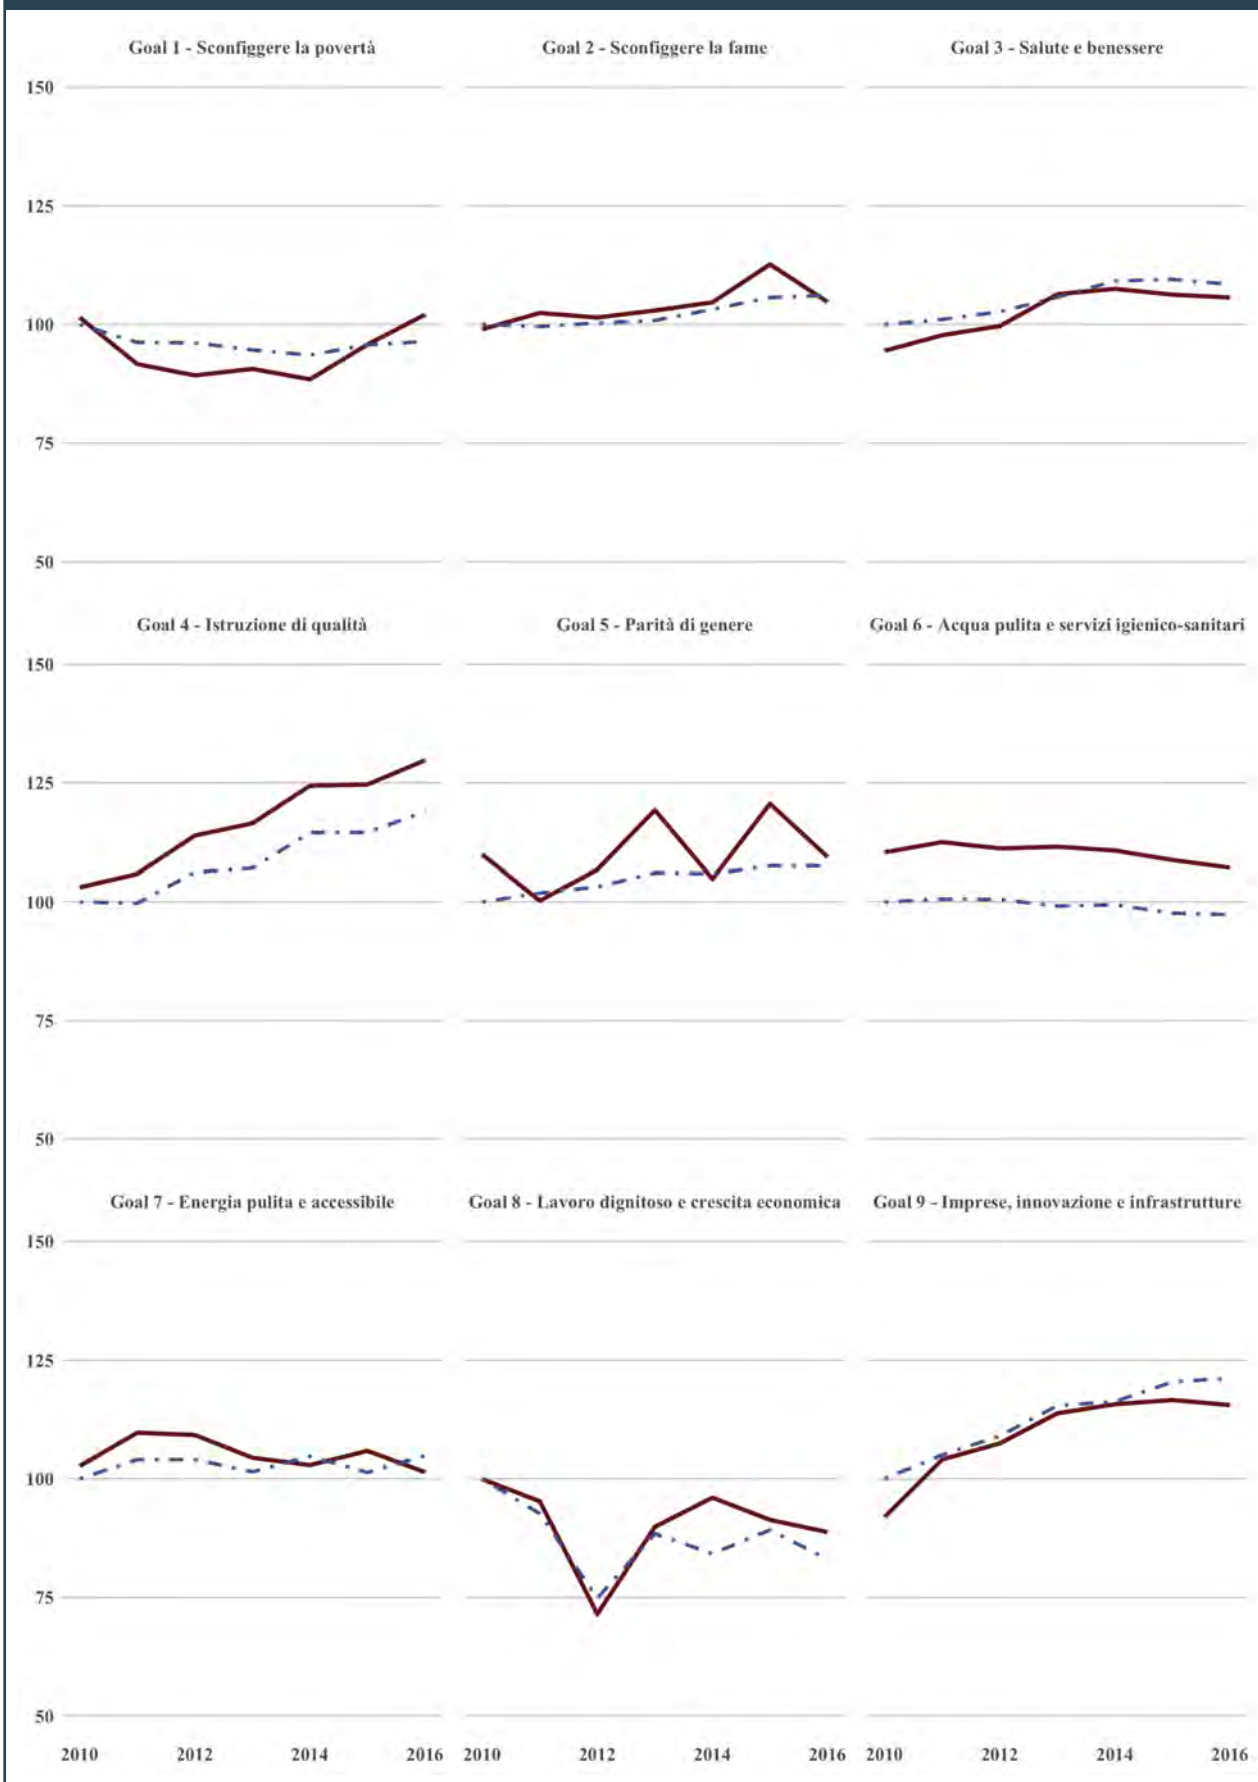 Goal 1 - Sconfiggere la povertà
Goal 2 - Sconfiggere la fame
Goal 3 - Salute e benessere
150
125
100
75
50
Goal 4 - Istruzione di qualità
Goal 5 - Parità di genere
Goal 6 - Acqua pulita e servizi igienico-sanitari
150
125
100
75
50
Goal 7 - Energia pulita e accessibile
Goal 8 - Lavoro dignitoso e crescita economica
Goal 9 - Imprese, innovazione e infrastrutture
150
125
100
75
50
2010 2012 2014 2016
2010 2012 2014 2016
2010 2012 2014 2016